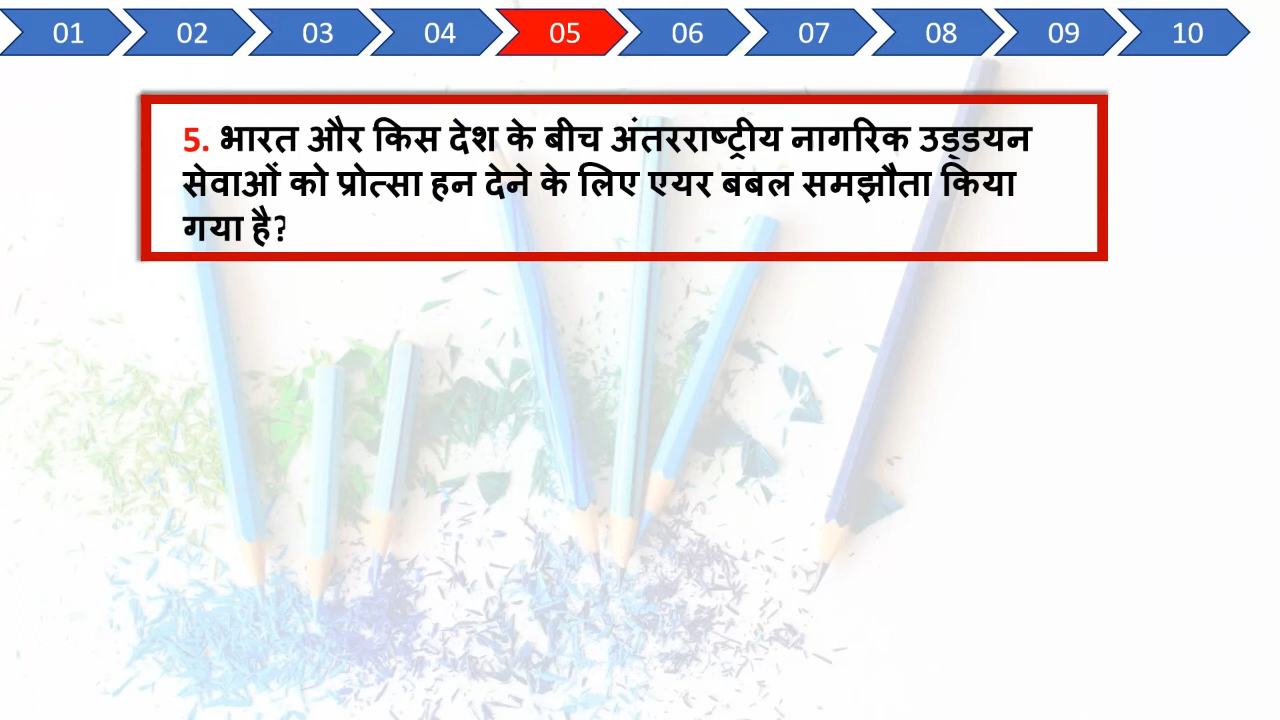 01 02 03 04 05 06 07 08 09 10
5. भारत और किस देश के बीच अंतरराष्ट्रीय नागरिक उड्डयन
सेवाओं को प्रोत्सा हन देने के लिए एयर बबल समझौता किया
गया है?